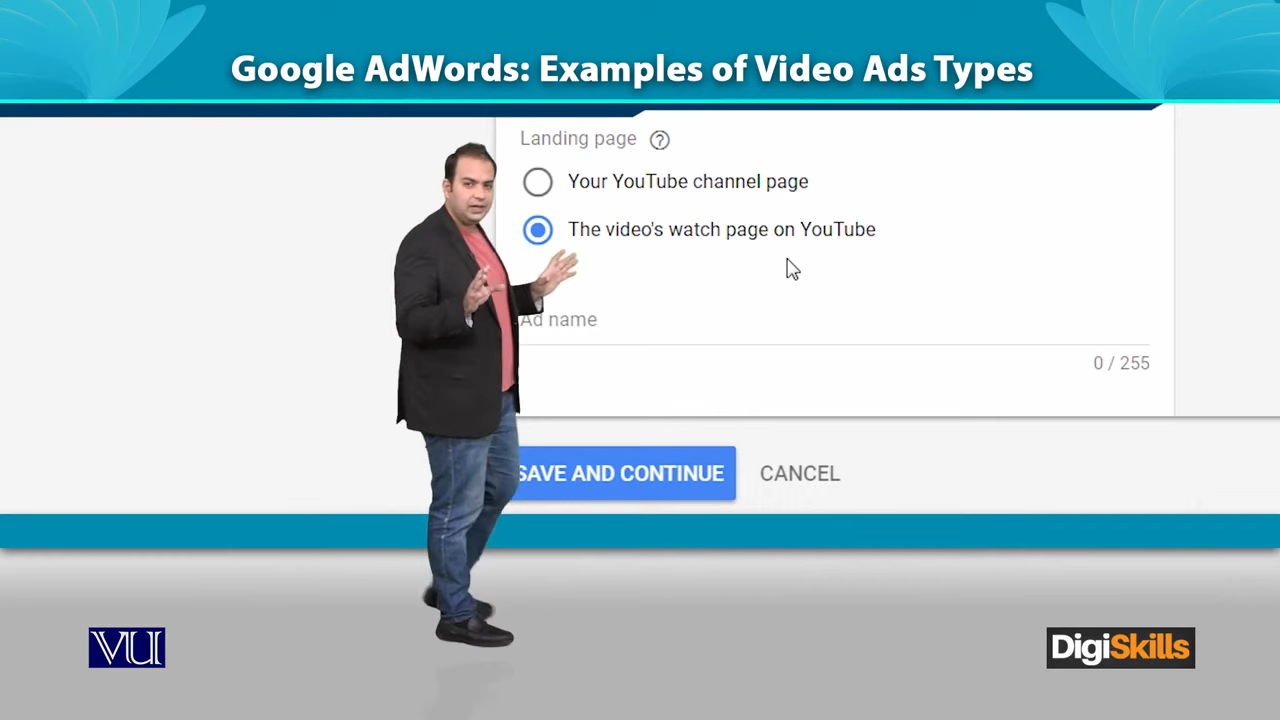 Google AdWords: Examples of Video Ads Types
Landing page ?
Your YouTube channel page
The video's watch page on YouTube
Ad name
0 / 255
SAVE AND CONTINUE
CANCEL
VU
DigiSkills